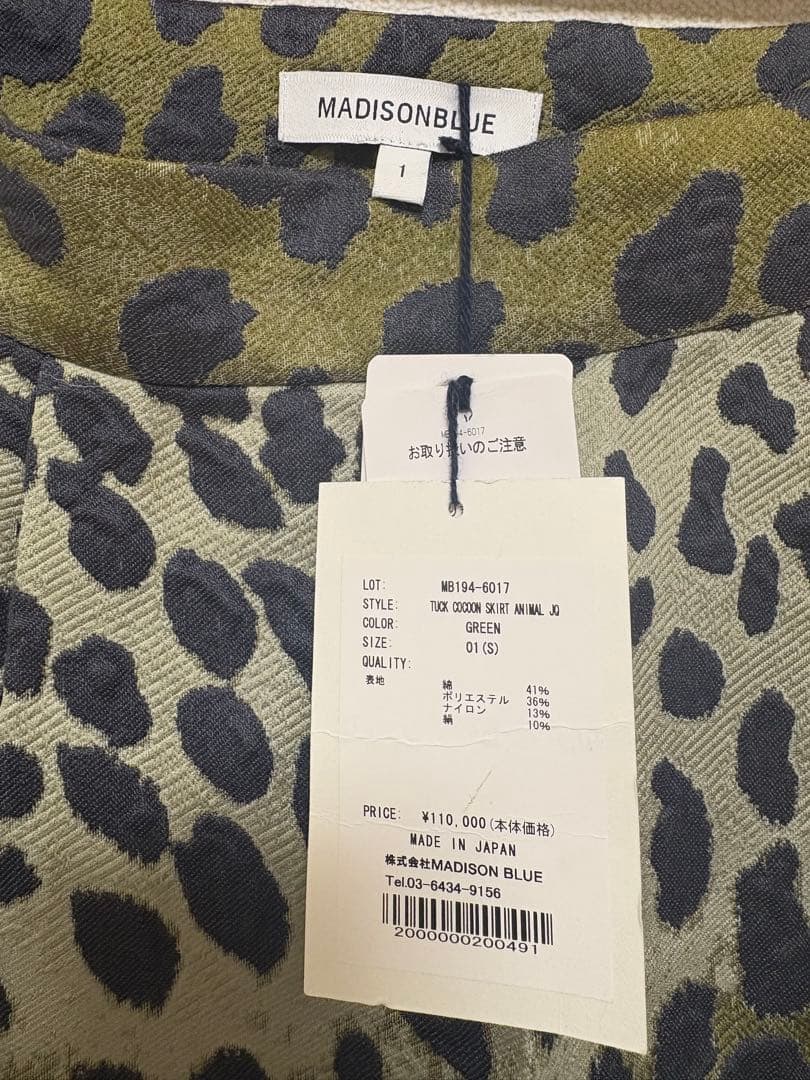 MADISONBLUE
1
お取り扱いのご注意
LOT: MB194-6017
STYLE: TUCK COCOON SKIRT ANIMAL JQ
COLOR: GREEN
SIZE: 01(S)
QUALITY:
表地 綿 41%
ポリエステル 36%
ナイロン 13%
絹 10%
PRICE: ¥110,000(本体価格)
MADE IN JAPAN
株式会社MADISON BLUE
Tel.03-6434-9156
2000000200491